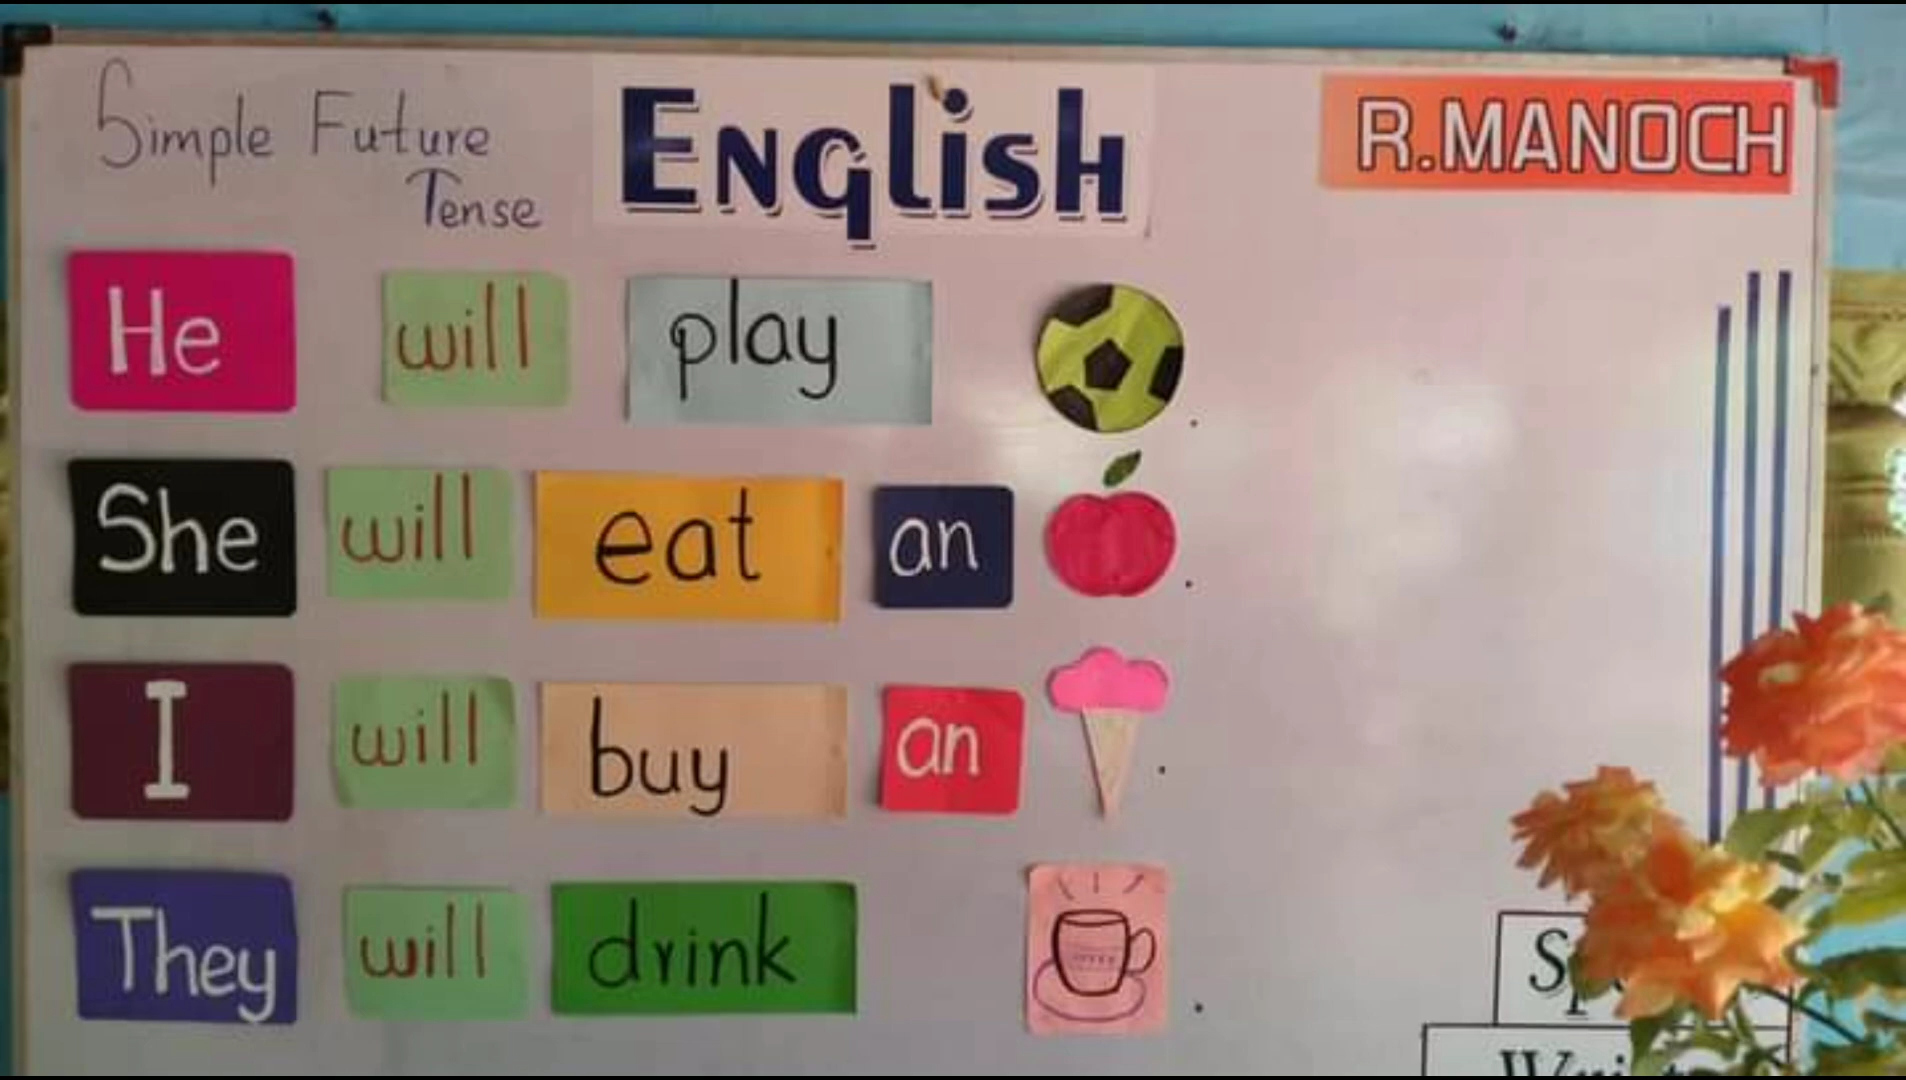 Simple Future
Tense
English
R.MANOCH
He will play .
She will eat an .
I will buy an .
They will drink .